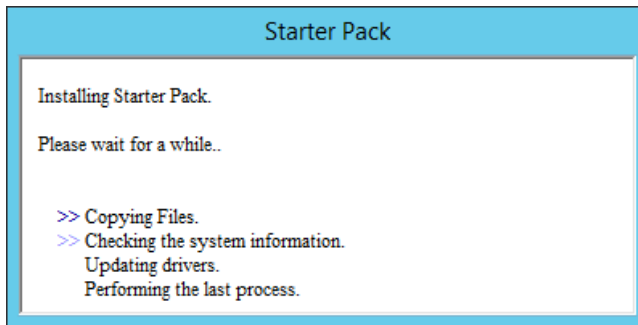 Starter Pack
Installing Starter Pack.
Please wait for a while..
>> Copying Files.
>> Checking the system information.
Updating drivers.
Performing the last process.